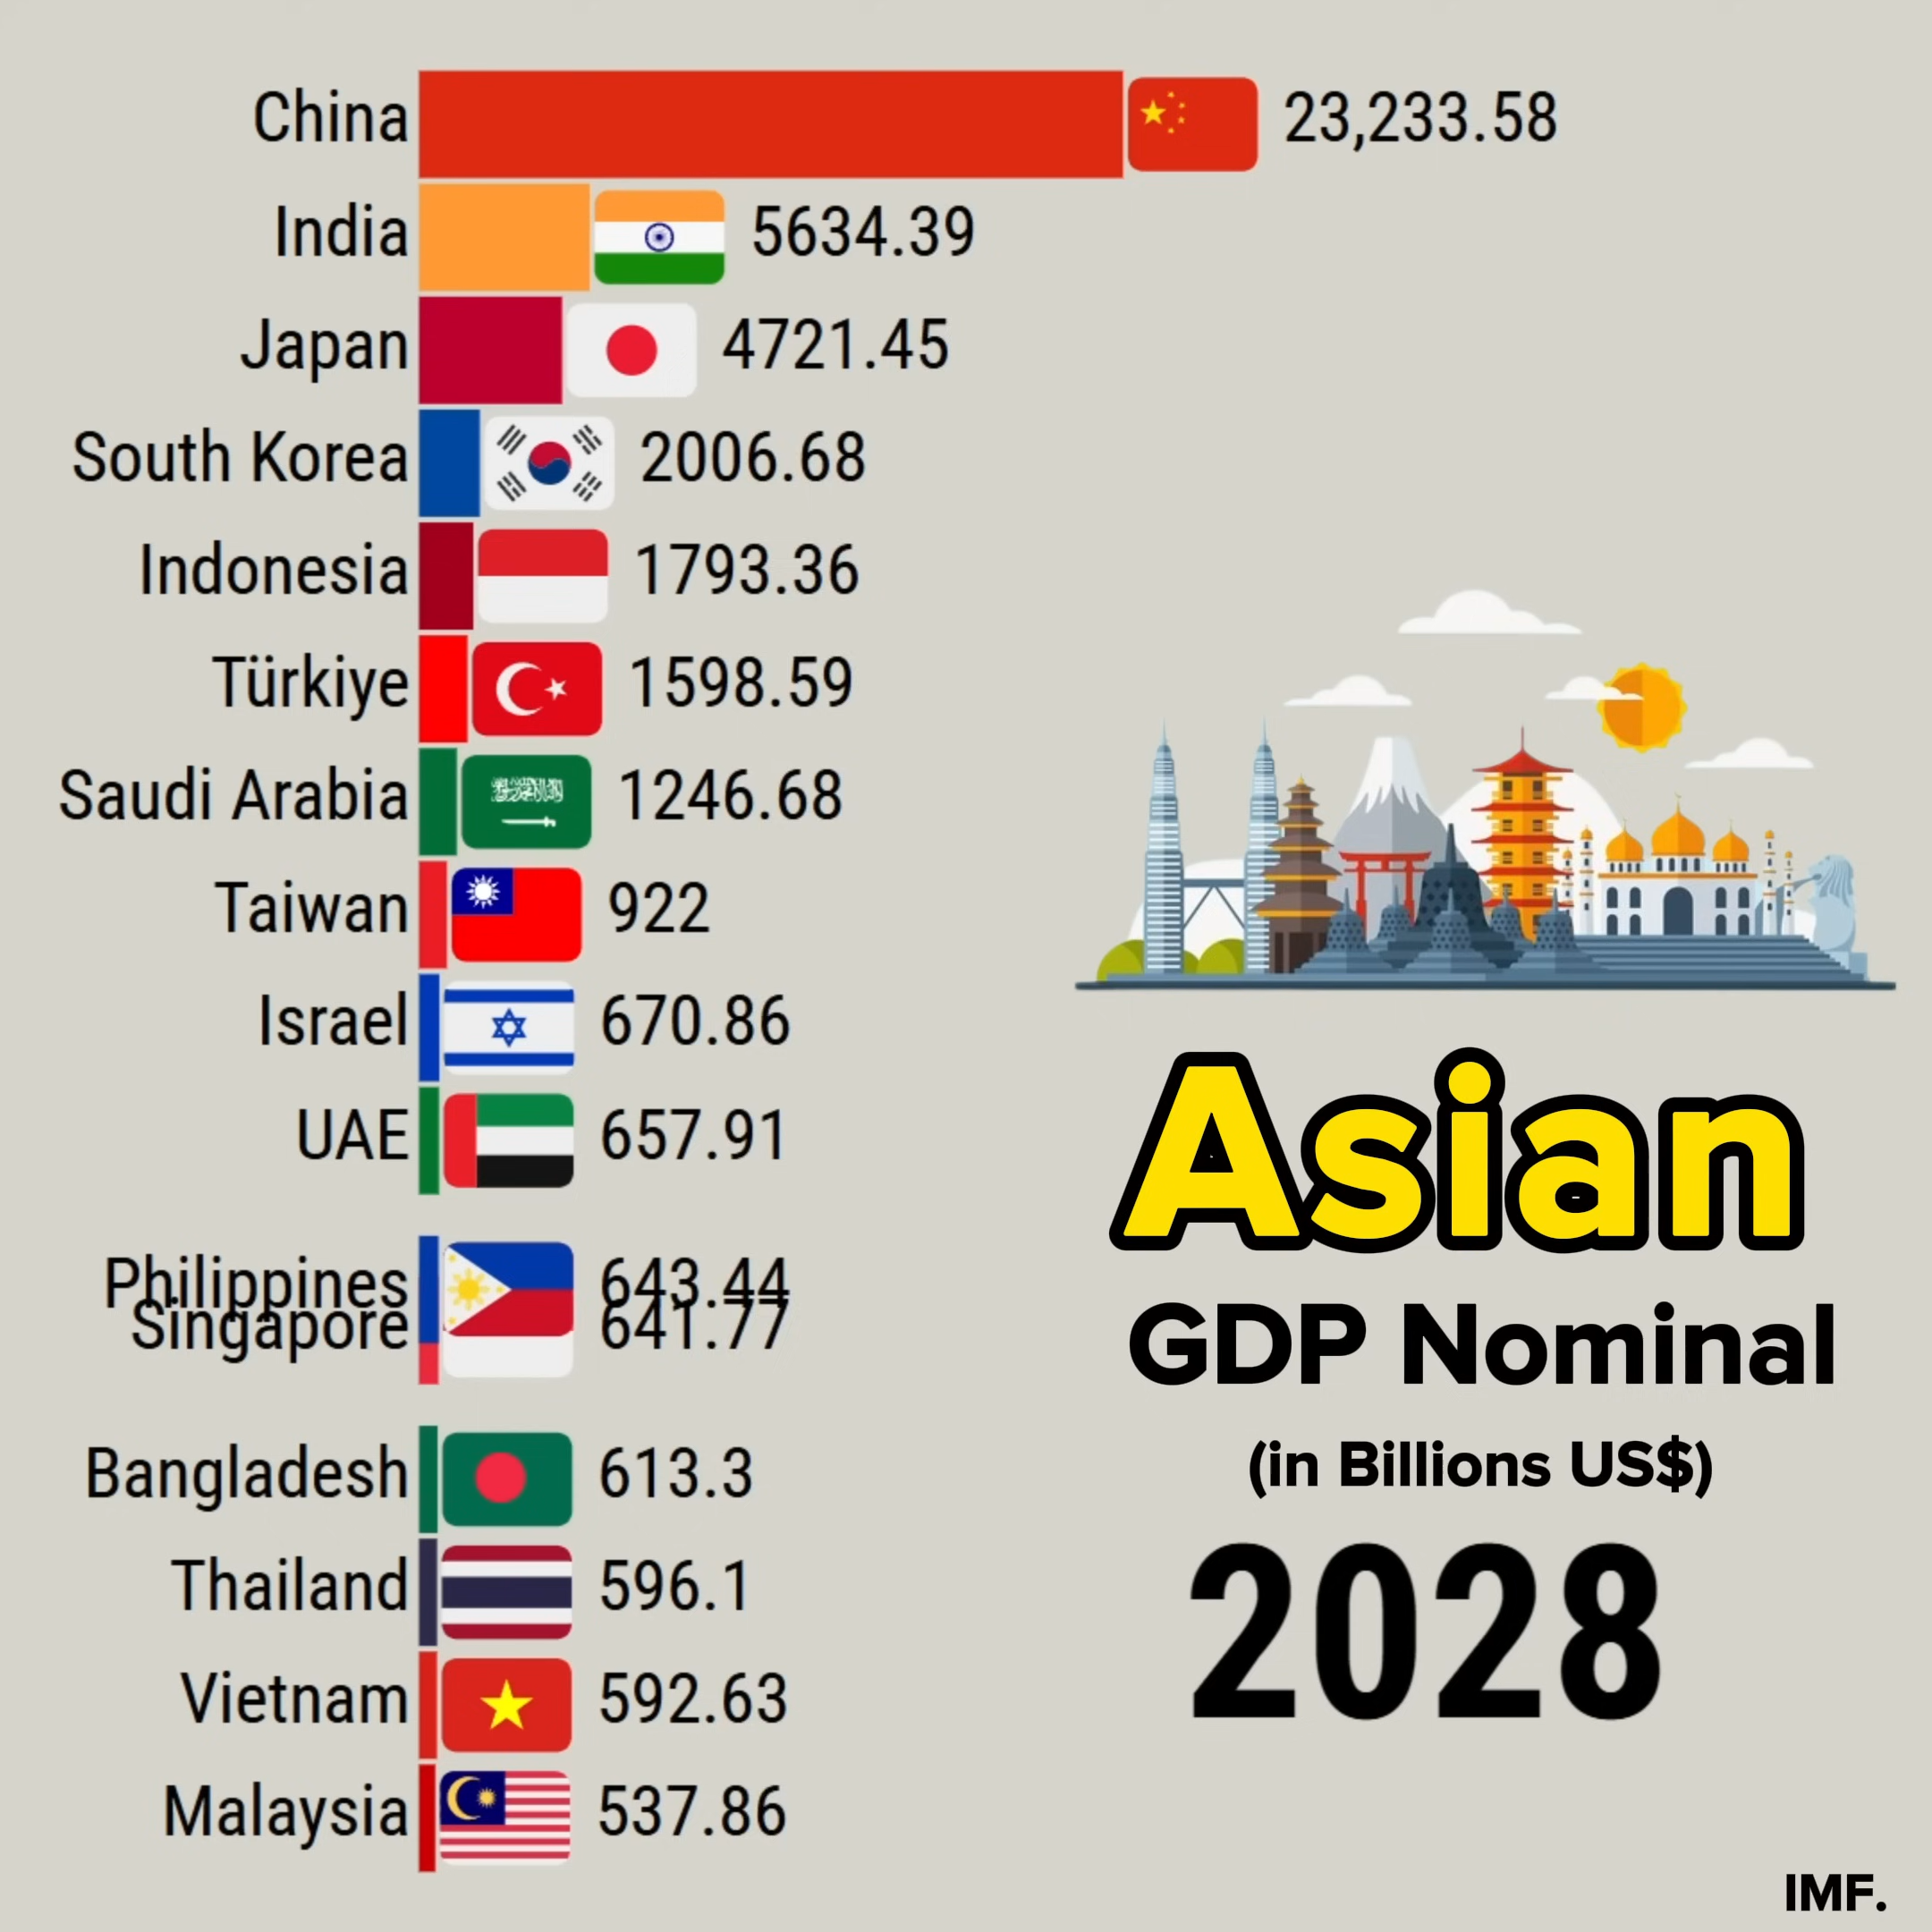 China 23,233.58
India 5634.39
Japan 4721.45
South Korea 2006.68
Indonesia 1793.36
Türkiye 1598.59
Saudi Arabia 1246.68
Taiwan 922
Israel 670.86
UAE 657.91
Philippines 643.44
Singapore 641.77
Bangladesh 613.3
Thailand 596.1
Vietnam 592.63
Malaysia 537.86
Asian
GDP Nominal
(in Billions US$)
2028
IMF.